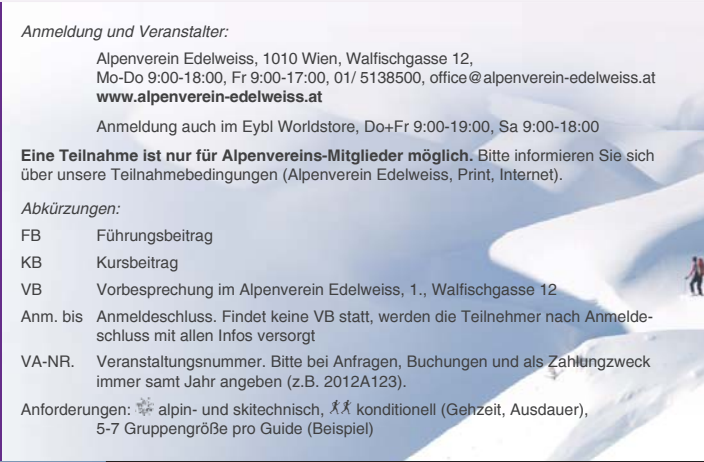 Anmeldung und Veranstalter:
Alpenverein Edelweiss, 1010 Wien, Walfischgasse 12,
Mo-Do 9:00-18:00, Fr 9:00-17:00, 01/ 5138500, office@alpenverein-edelweiss.at
www.alpenverein-edelweiss.at
Anmeldung auch im Eybl Worldstore, Do+Fr 9:00-19:00, Sa 9:00-18:00
Eine Teilnahme ist nur für Alpenvereins-Mitglieder möglich. Bitte informieren Sie sich
über unsere Teilnahmebedingungen (Alpenverein Edelweiss, Print, Internet).
Abkürzungen:
FB Führungsbeitrag
KB Kursbeitrag
VB Vorbesprechung im Alpenverein Edelweiss, 1., Walfischgasse 12
Anm. bis Anmeldeschluss. Findet keine VB statt, werden die Teilnehmer nach Anmelde-
schluss mit allen Infos versorgt
VA-NR. Veranstaltungsnummer. Bitte bei Anfragen, Buchungen und als Zahlungzweck
immer samt Jahr angeben (z.B. 2012A123).
Anforderungen: alpin- und skitechnisch, konditionell (Gehzeit, Ausdauer),
5-7 Gruppengröße pro Guide (Beispiel)